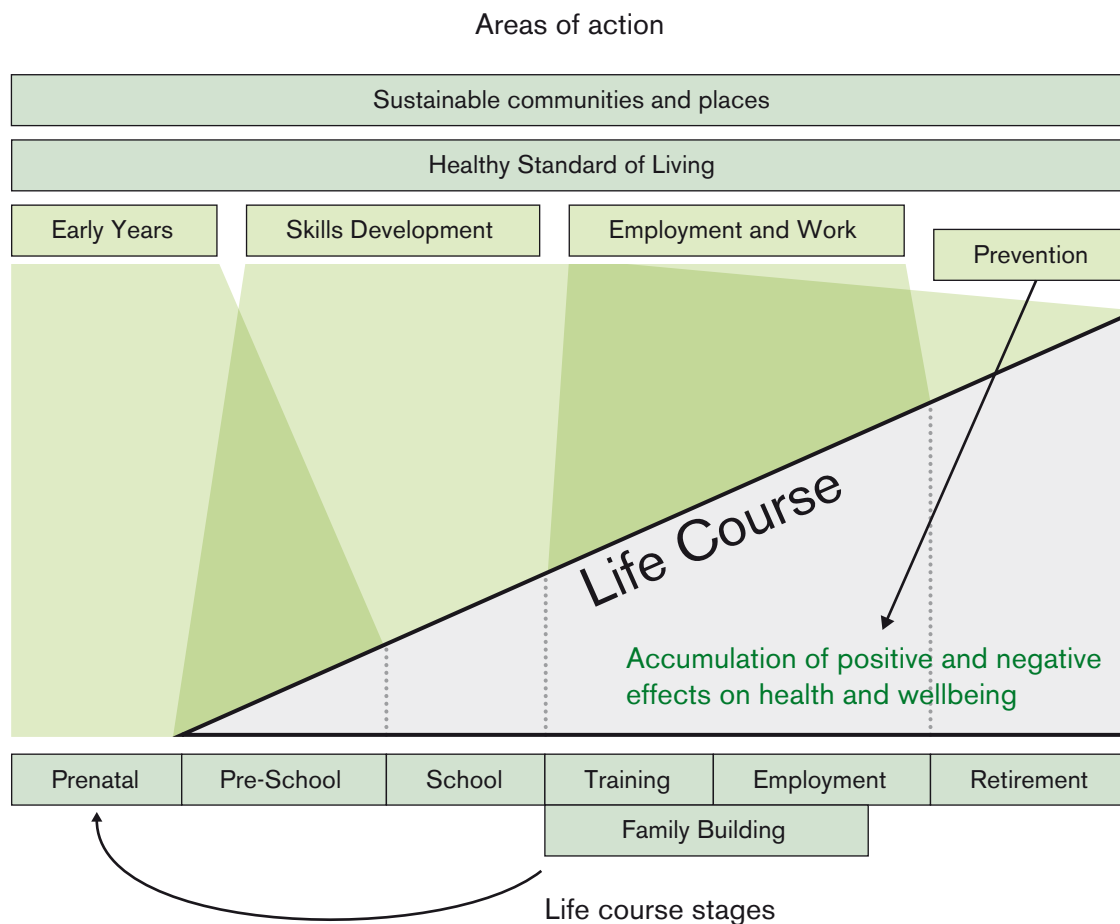 Areas of action
Sustainable communities and places
Healthy Standard of Living
Early Years
Skills Development
Employment and Work
Prevention
Life Course
Accumulation of positive and negative
effects on health and wellbeing
Prenatal
Pre-School
School
Training
Employment
Retirement
Family Building
Life course stages